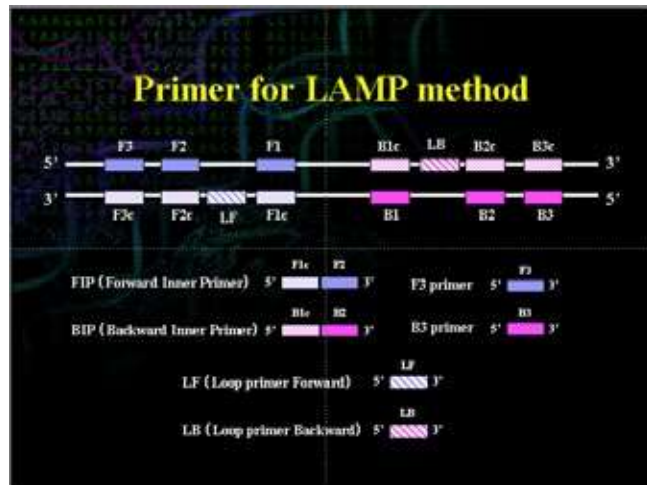 Primer for LAMP method
F3 F2 F1 B1c LB B2c B3c
5' 3'
3' 5'
F3c F2c LF F1c B1 B2 B3
F1c F2 F3
FIP (Forward Inner Primer) 5' 3' F3 primer 5' 3'
B1c B2 B3
BIP (Backward Inner Primer) 5' 3' B3 primer 5' 3'
LF
LF (Loop primer Forward) 5' 3'
LB
LB (Loop primer Backward) 5' 3'